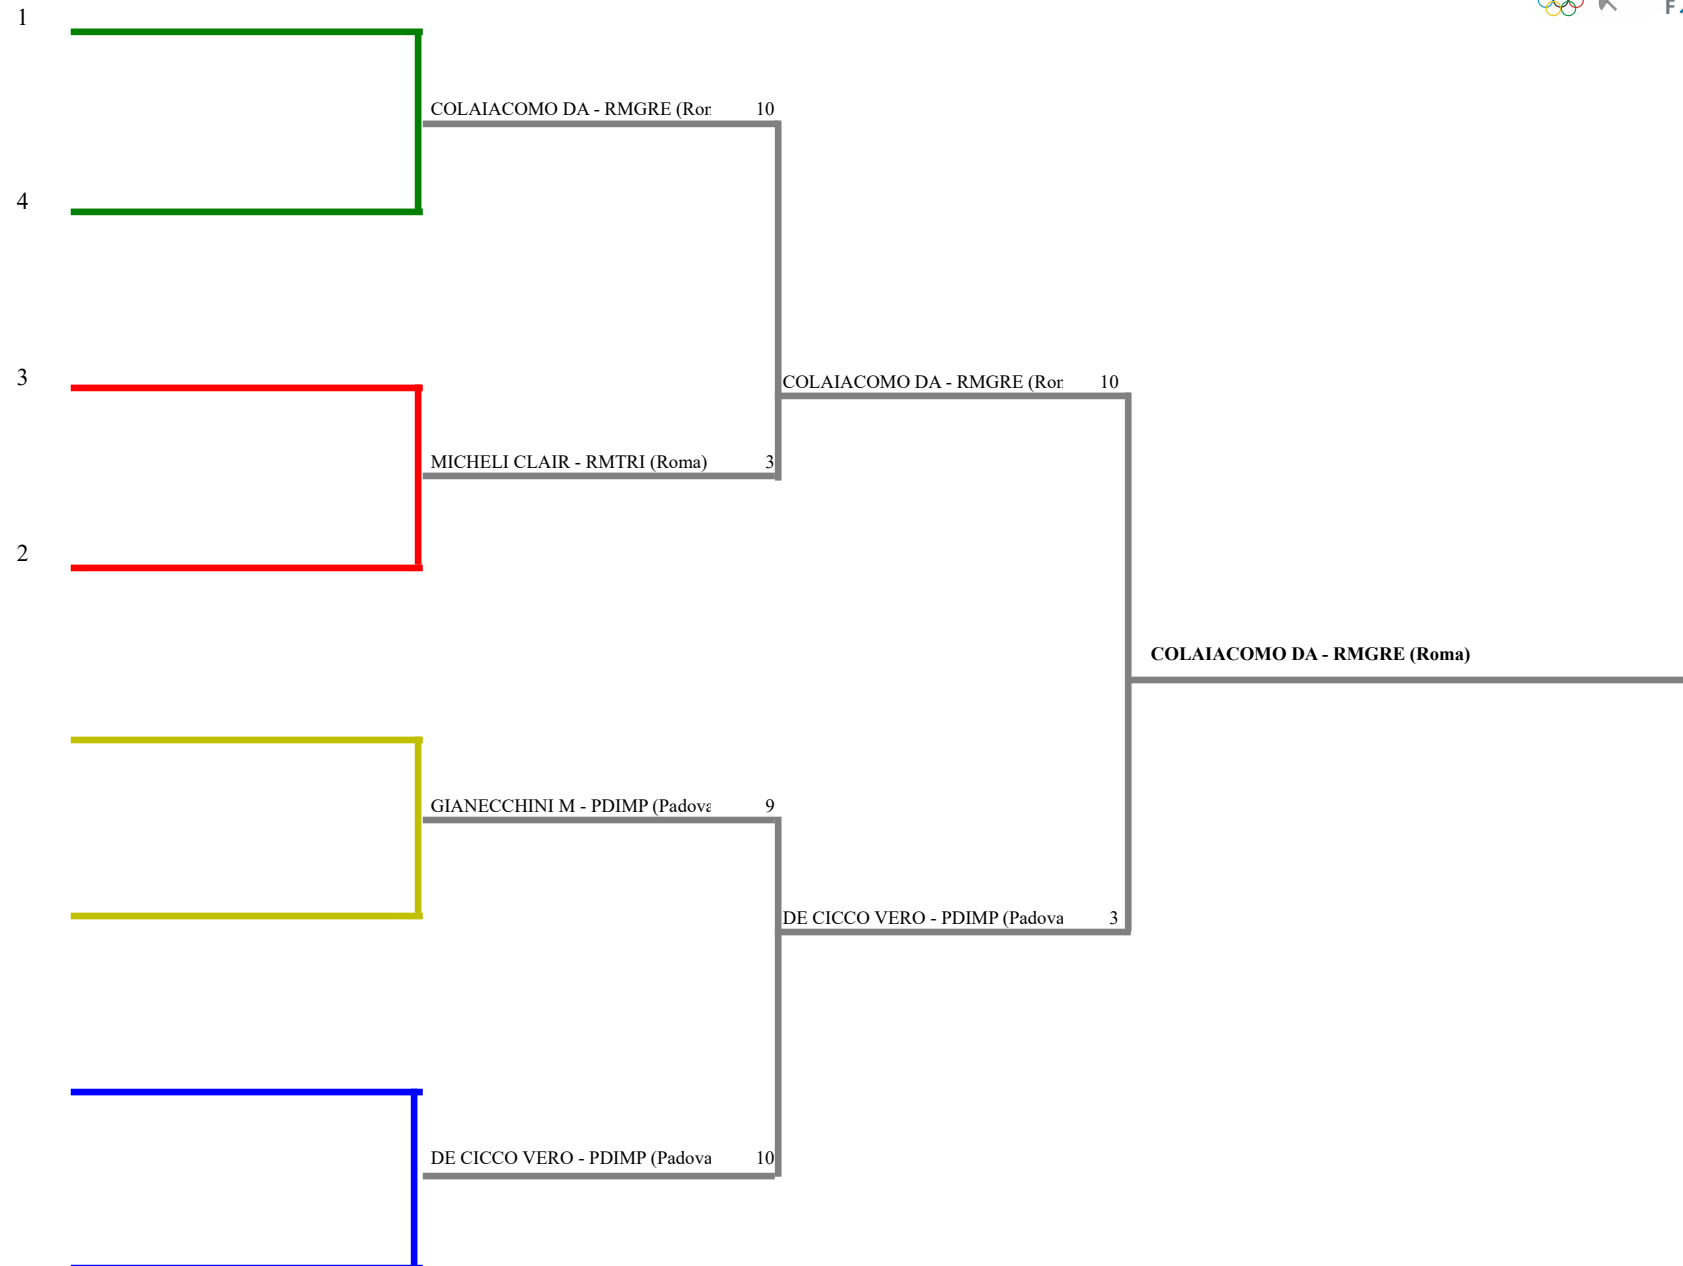 F
1
COLAIACOMO DA - RMGRE (Ror 10
4
3
COLAIACOMO DA - RMGRE (Ror 10
MICHELI CLAIR - RMTRI (Roma) 3
2
COLAIACOMO DA - RMGRE (Roma)
GIANECCHINI M - PDIMP (Padova 9
DE CICCO VERO - PDIMP (Padova 3
DE CICCO VERO - PDIMP (Padova 10